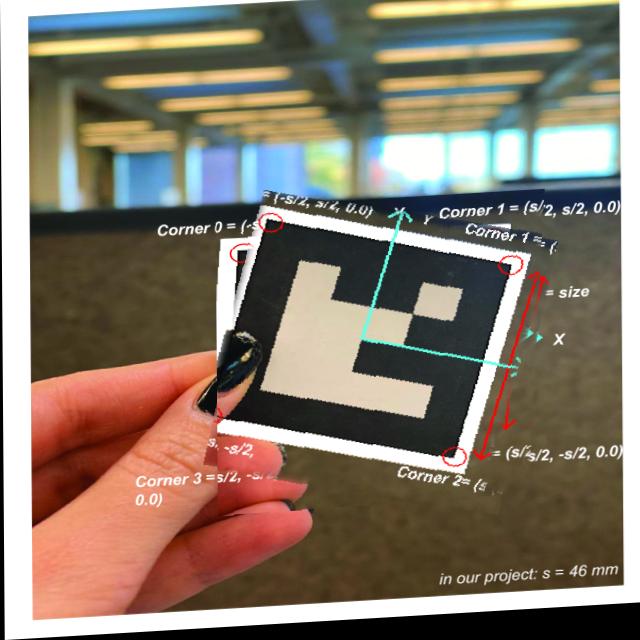 = (-s/2, s/2, 0.0)
Y
Y
Corner 1 = (s/2, s/2, 0.0)
Corner 0 = (-s
Corner 1 = (
= size
X
= (s/ s/2, -s/2, 0.0)
s, -s/2,
Corner 2= (s
Corner 3 =s/2, -s/
0.0)
in our project: s = 46 mm